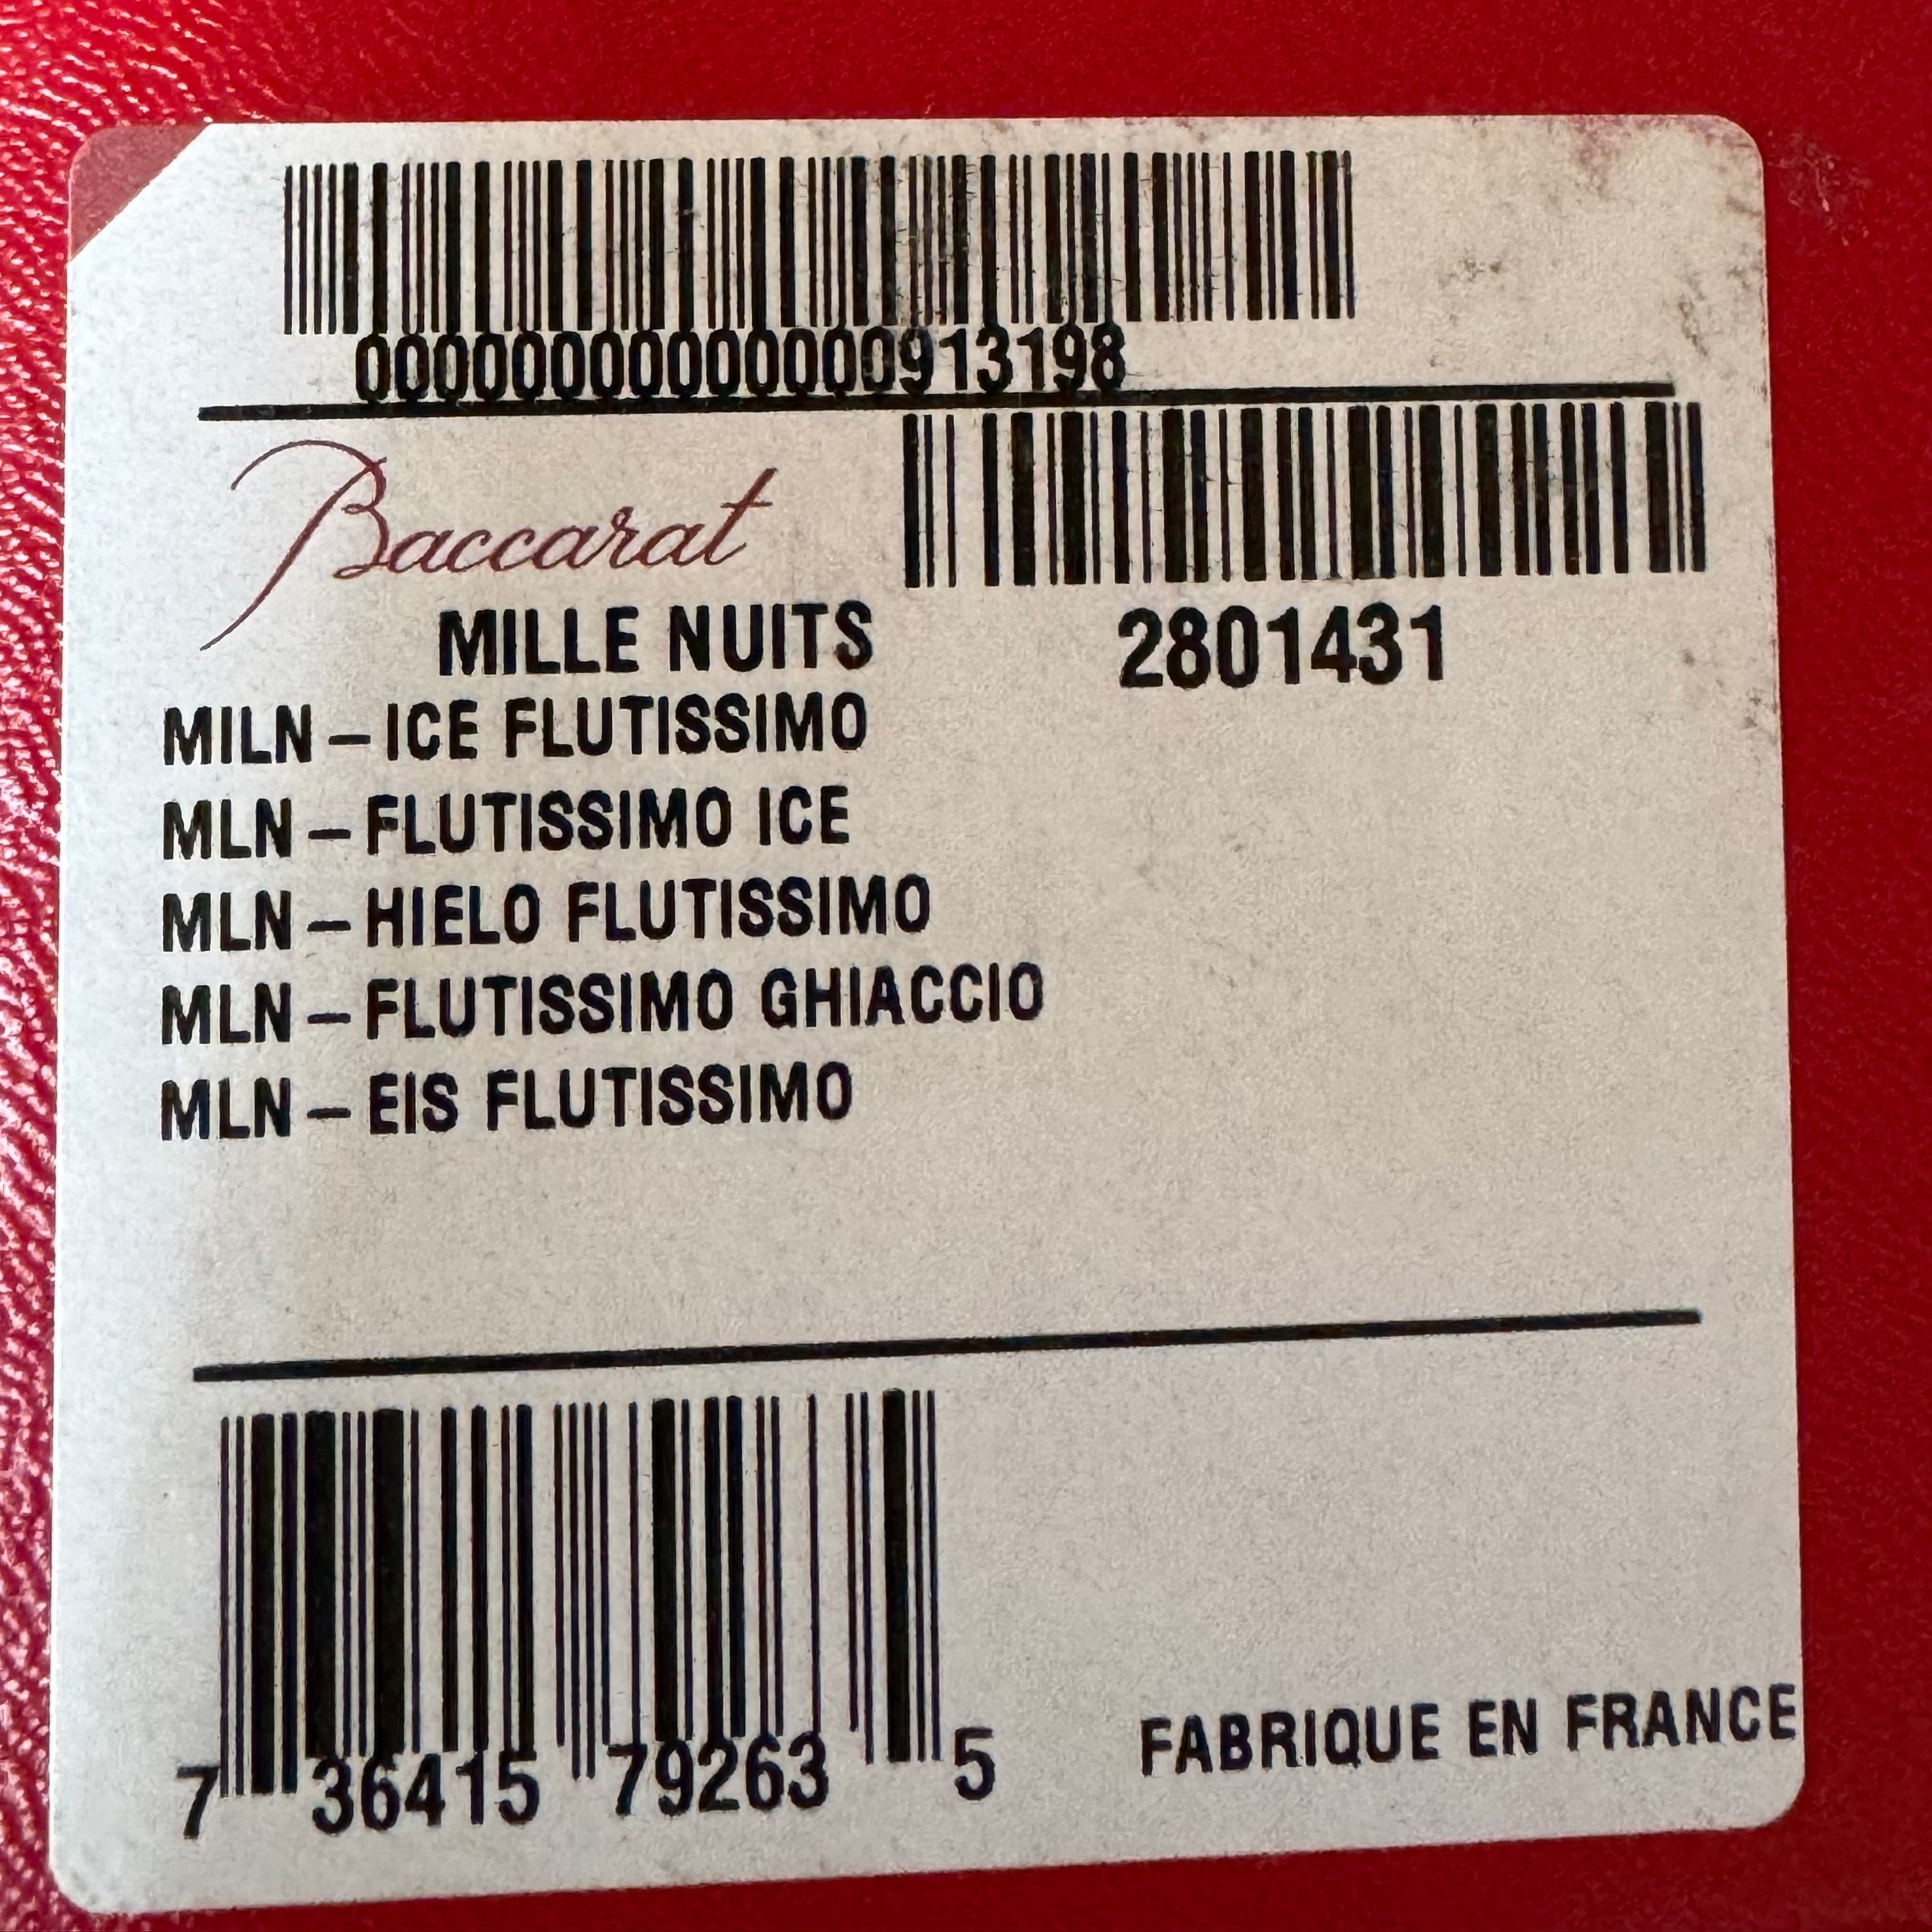 00000000000000913198
Baccarat
MILLE NUITS 2801431
MILN – ICE FLUTISSIMO
MLN – FLUTISSIMO ICE
MLN – HIELO FLUTISSIMO
MLN – FLUTISSIMO GHIACCIO
MLN – EIS FLUTISSIMO
7 36415 79263 5
FABRIQUE EN FRANCE